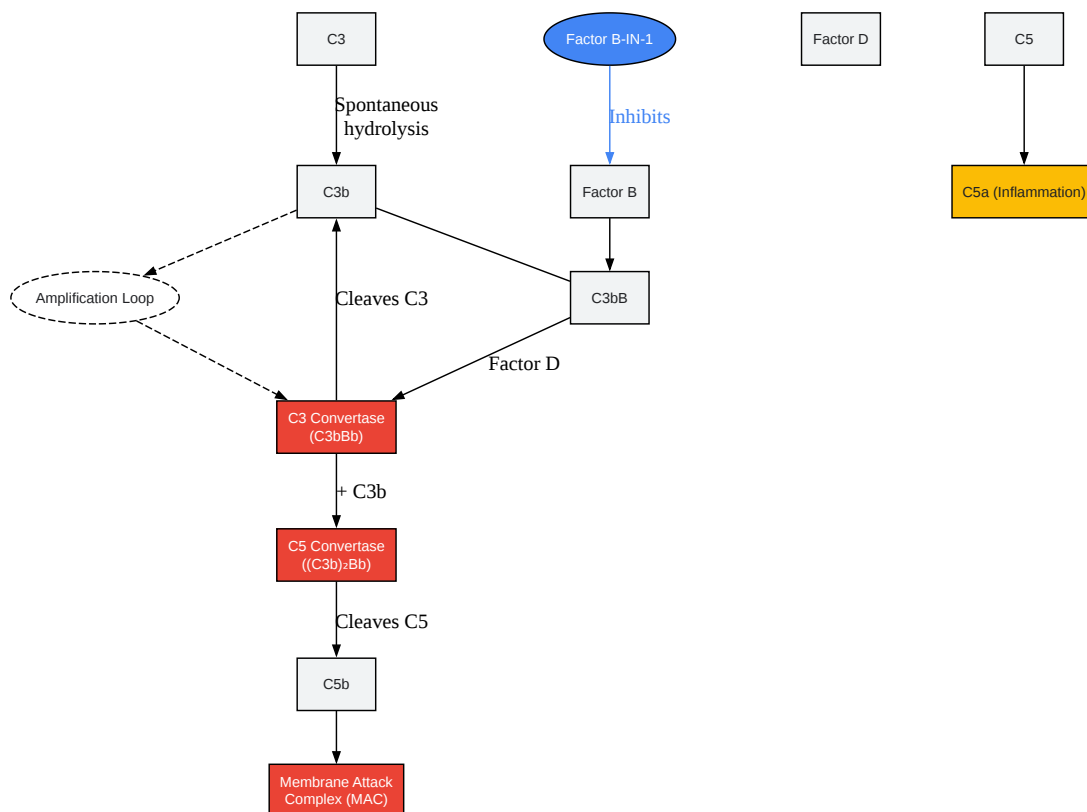 C3
Factor B-IN-1
Factor D
C5
Spontaneous
hydrolysis
Inhibits
C3b
Factor B
C5a (Inflammation)
Amplification Loop
Cleaves C3
C3bB
Factor D
C3 Convertase
(C3bBb)
+ C3b
C5 Convertase
((C3b)₂Bb)
Cleaves C5
C5b
Membrane Attack
Complex (MAC)